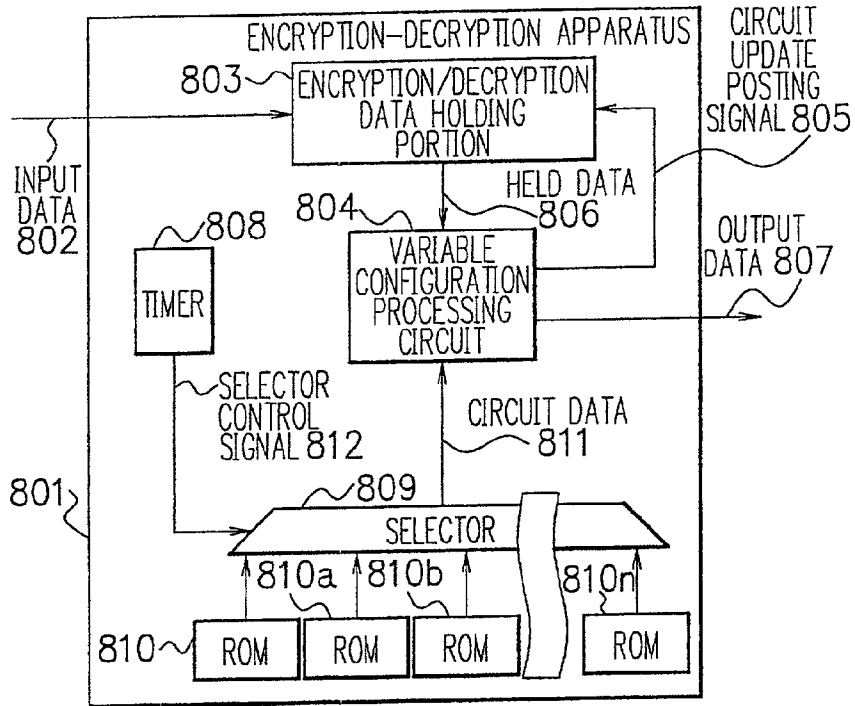 ENCRYPTION-DECRYPTION APPARATUS
CIRCUIT
UPDATE
POSTING
SIGNAL 805
803
ENCRYPTION/DECRYPTION
DATA HOLDING
PORTION
INPUT
DATA
802
HELD DATA
806
804
VARIABLE
CONFIGURATION
PROCESSING
CIRCUIT
OUTPUT
DATA 807
808
TIMER
SELECTOR
CONTROL
SIGNAL 812
CIRCUIT DATA
811
801
809
SELECTOR
810a
810b
810n
810
ROM
ROM
ROM
ROM